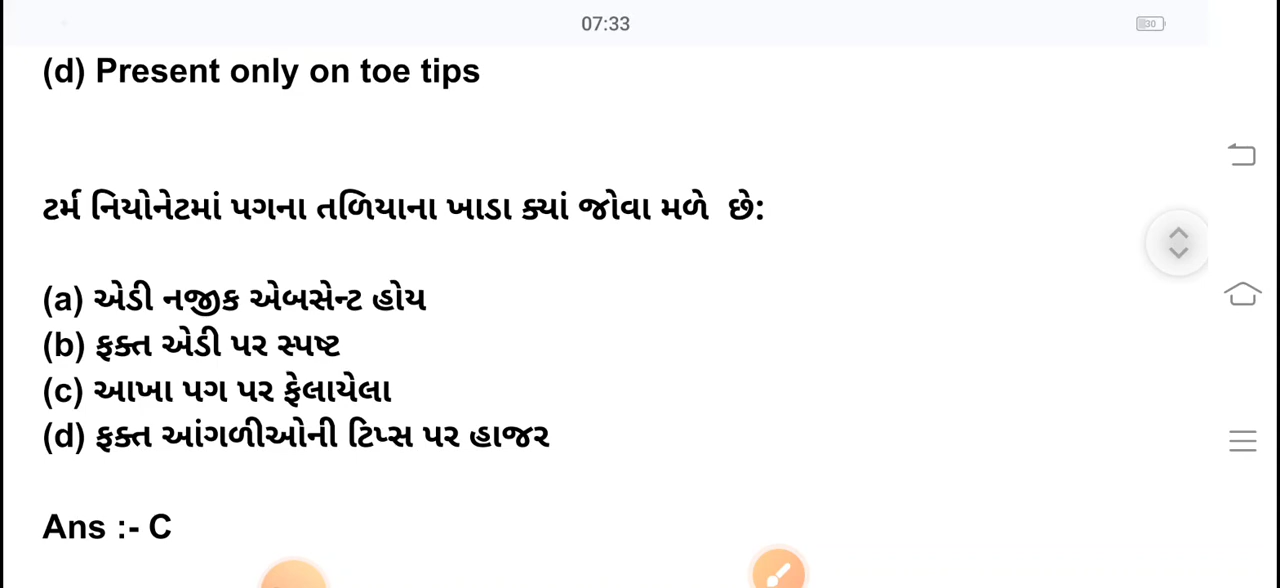 07:33
30
(d) Present only on toe tips
ટર્મ નિયોનેટમાં પગના તળિયાના ખાડા ક્યાં જોવા મળે છે:
(a) એડી નજીક એબસેન્ટ હોય
(b) ફક્ત એડી પર સ્પષ્ટ
(c) આખા પગ પર ફેલાયેલા
(d) ફક્ત આંગળીઓની ટિપ્સ પર હાજર
Ans :- C